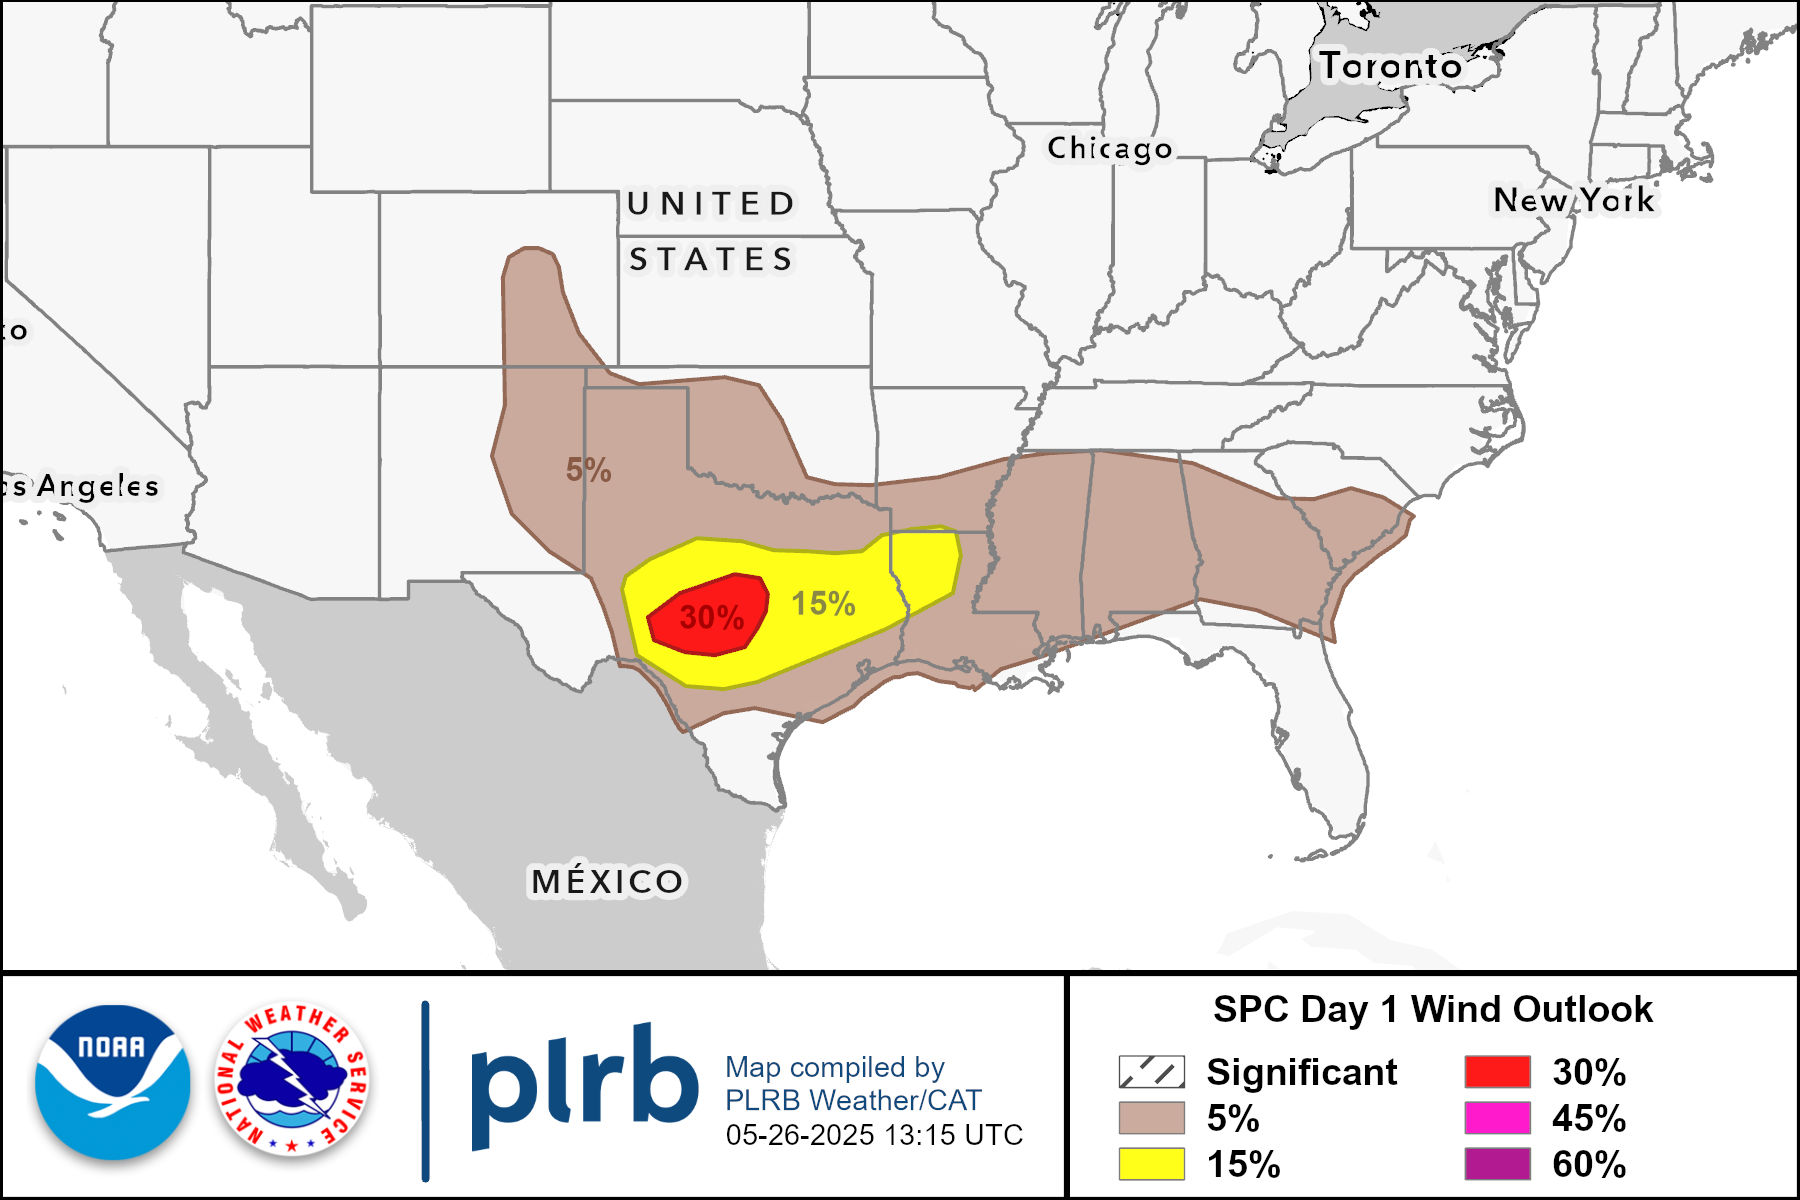 Toronto
Chicago
New York
UNITED
STATES
co
5%
os Angeles
15%
30%
MÉXICO
NOAA
NATIONAL WEATHER SERVICE
plrb
Map compiled by
PLRB Weather/CAT
05-26-2025 13:15 UTC
SPC Day 1 Wind Outlook
Significant
5%
15%
30%
45%
60%